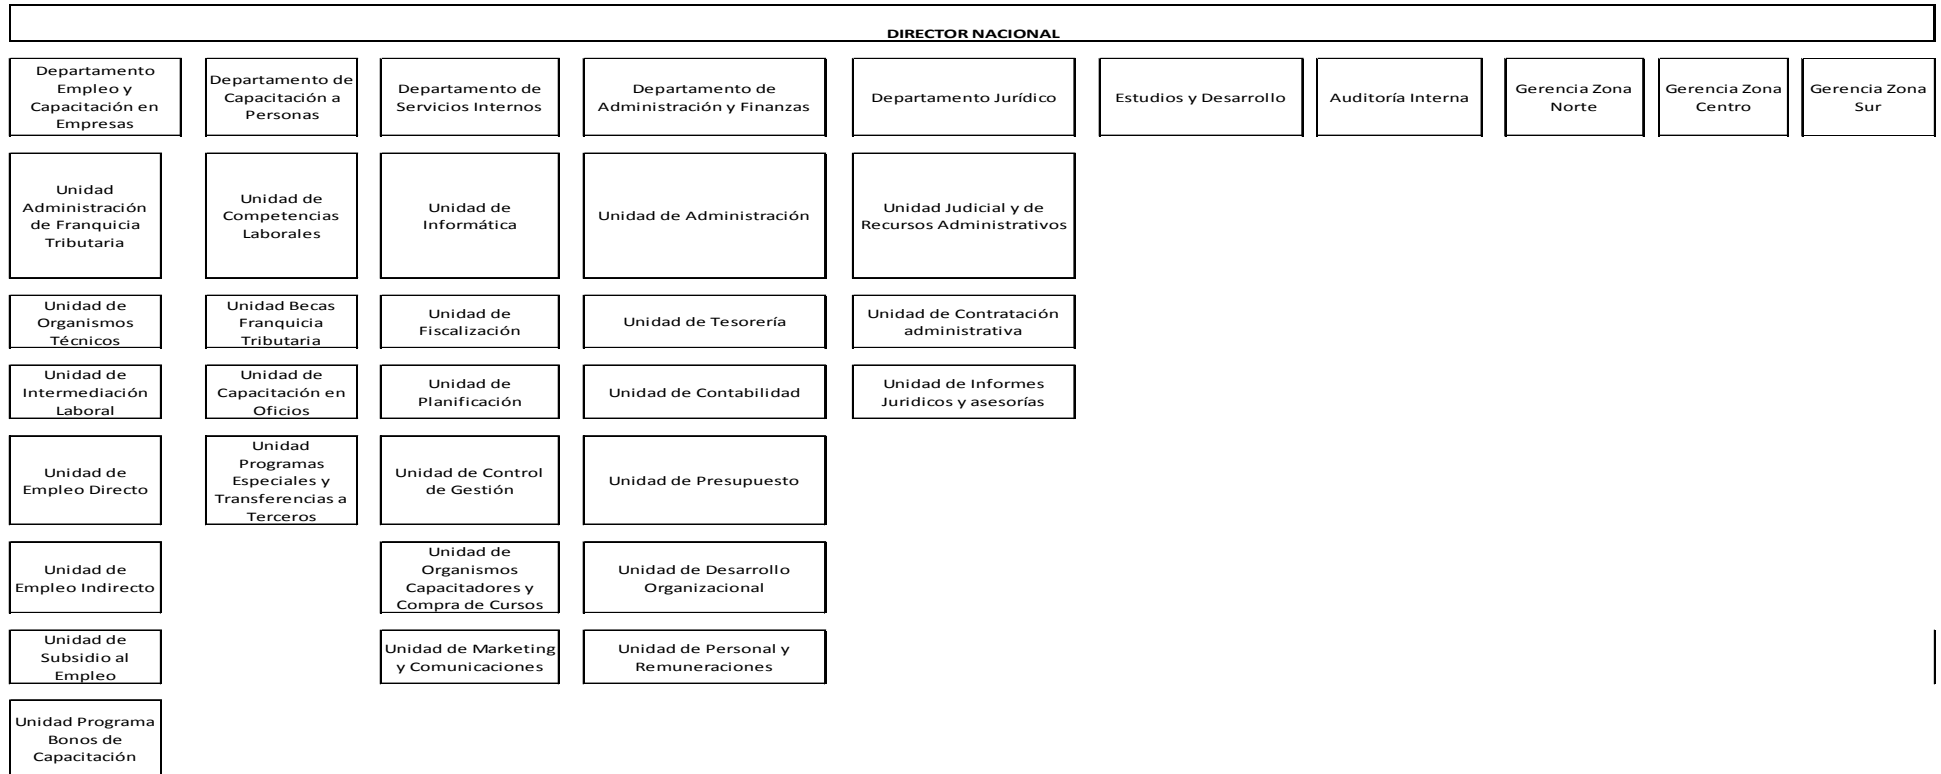 DIRECTOR NACIONAL
Departamento
Empleo y
Capacitación en
Empresas
Departamento de
Capacitación a
Personas
Departamento de
Servicios Internos
Departamento de
Administración y Finanzas
Departamento Jurídico
Estudios y Desarrollo
Auditoría Interna
Gerencia Zona
Norte
Gerencia Zona
Centro
Gerencia Zona
Sur
Unidad
Administración
de Franquicia
Tributaria
Unidad de
Competencias
Laborales
Unidad de
Informática
Unidad de Administración
Unidad Judicial y de
Recursos Administrativos
Unidad de
Organismos
Técnicos
Unidad Becas
Franquicia
Tributaria
Unidad de
Fiscalización
Unidad de Tesorería
Unidad de Contratación
administrativa
Unidad de
Intermediación
Laboral
Unidad de
Capacitación en
Oficios
Unidad de
Planificación
Unidad de Contabilidad
Unidad de Informes
Juridicos y asesorías
Unidad de
Empleo Directo
Unidad
Programas
Especiales y
Transferencias a
Terceros
Unidad de Control
de Gestión
Unidad de Presupuesto
Unidad de
Empleo Indirecto
Unidad de
Organismos
Capacitadores y
Compra de Cursos
Unidad de Desarrollo
Organizacional
Unidad de
Subsidio al
Empleo
Unidad de Marketing
y Comunicaciones
Unidad de Personal y
Remuneraciones
Unidad Programa
Bonos de
Capacitación